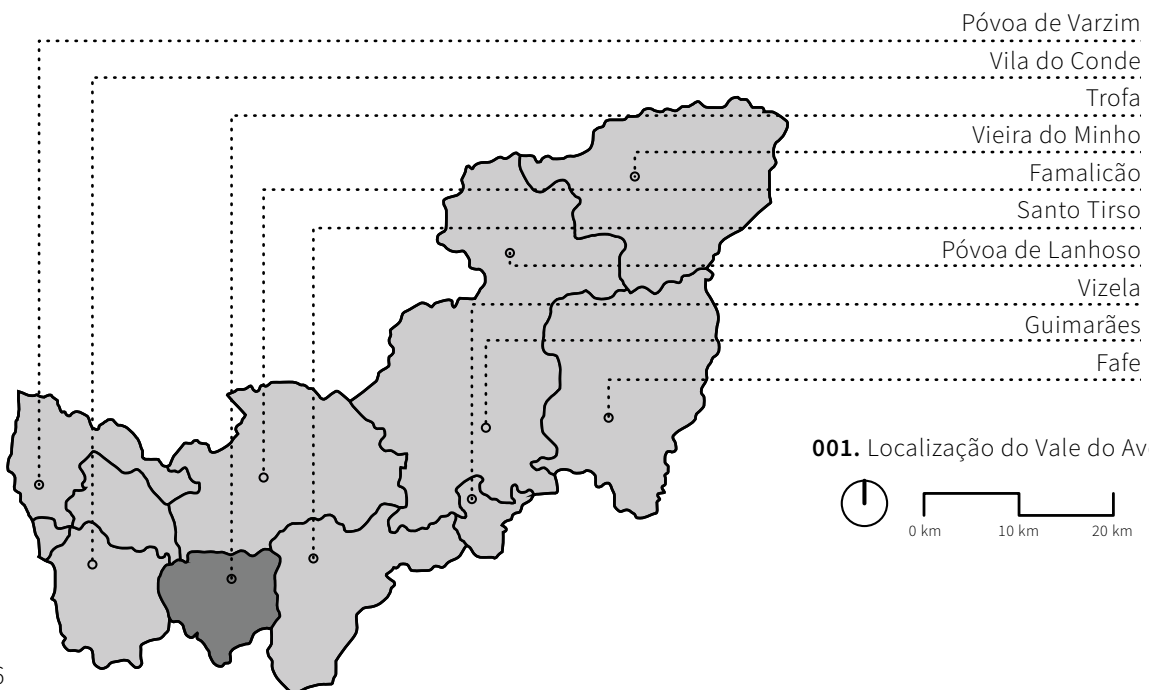 Póvoa de Varzim
Vila do Conde
Trofa
Vieira do Minho
Famalicão
Santo Tirso
Póvoa de Lanhoso
Vizela
Guimarães
Fafe
001. Localização do Vale do
0 km 10 km 20 km